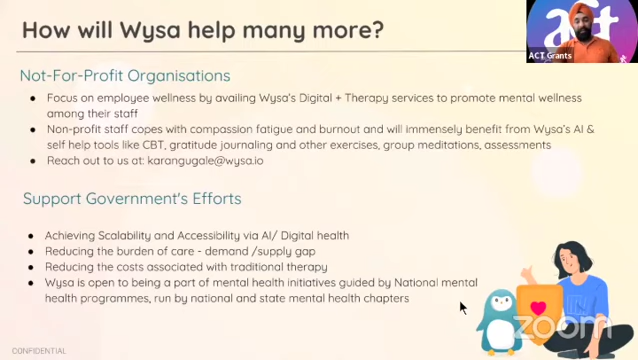 How will Wysa help many more?
act
ACT Grants
Not-For-Profit Organisations
● Focus on employee wellness by availing Wysa's Digital + Therapy services to promote mental wellness
among their staff
● Non-profit staff copes with compassion fatigue and burnout and will immensely benefit from Wysa's AI &
self help tools like CBT, gratitude journaling and other exercises, group meditations, assessments
● Reach out to us at: karangugale@wysa.io
Support Government's Efforts
● Achieving Scalability and Accessibility via AI/ Digital health
● Reducing the burden of care - demand /supply gap
● Reducing the costs associated with traditional therapy
● Wysa is open to being a part of mental health initiatives guided by National mental
health programmes, run by national and state mental health chapters
zoom
CONFIDENTIAL